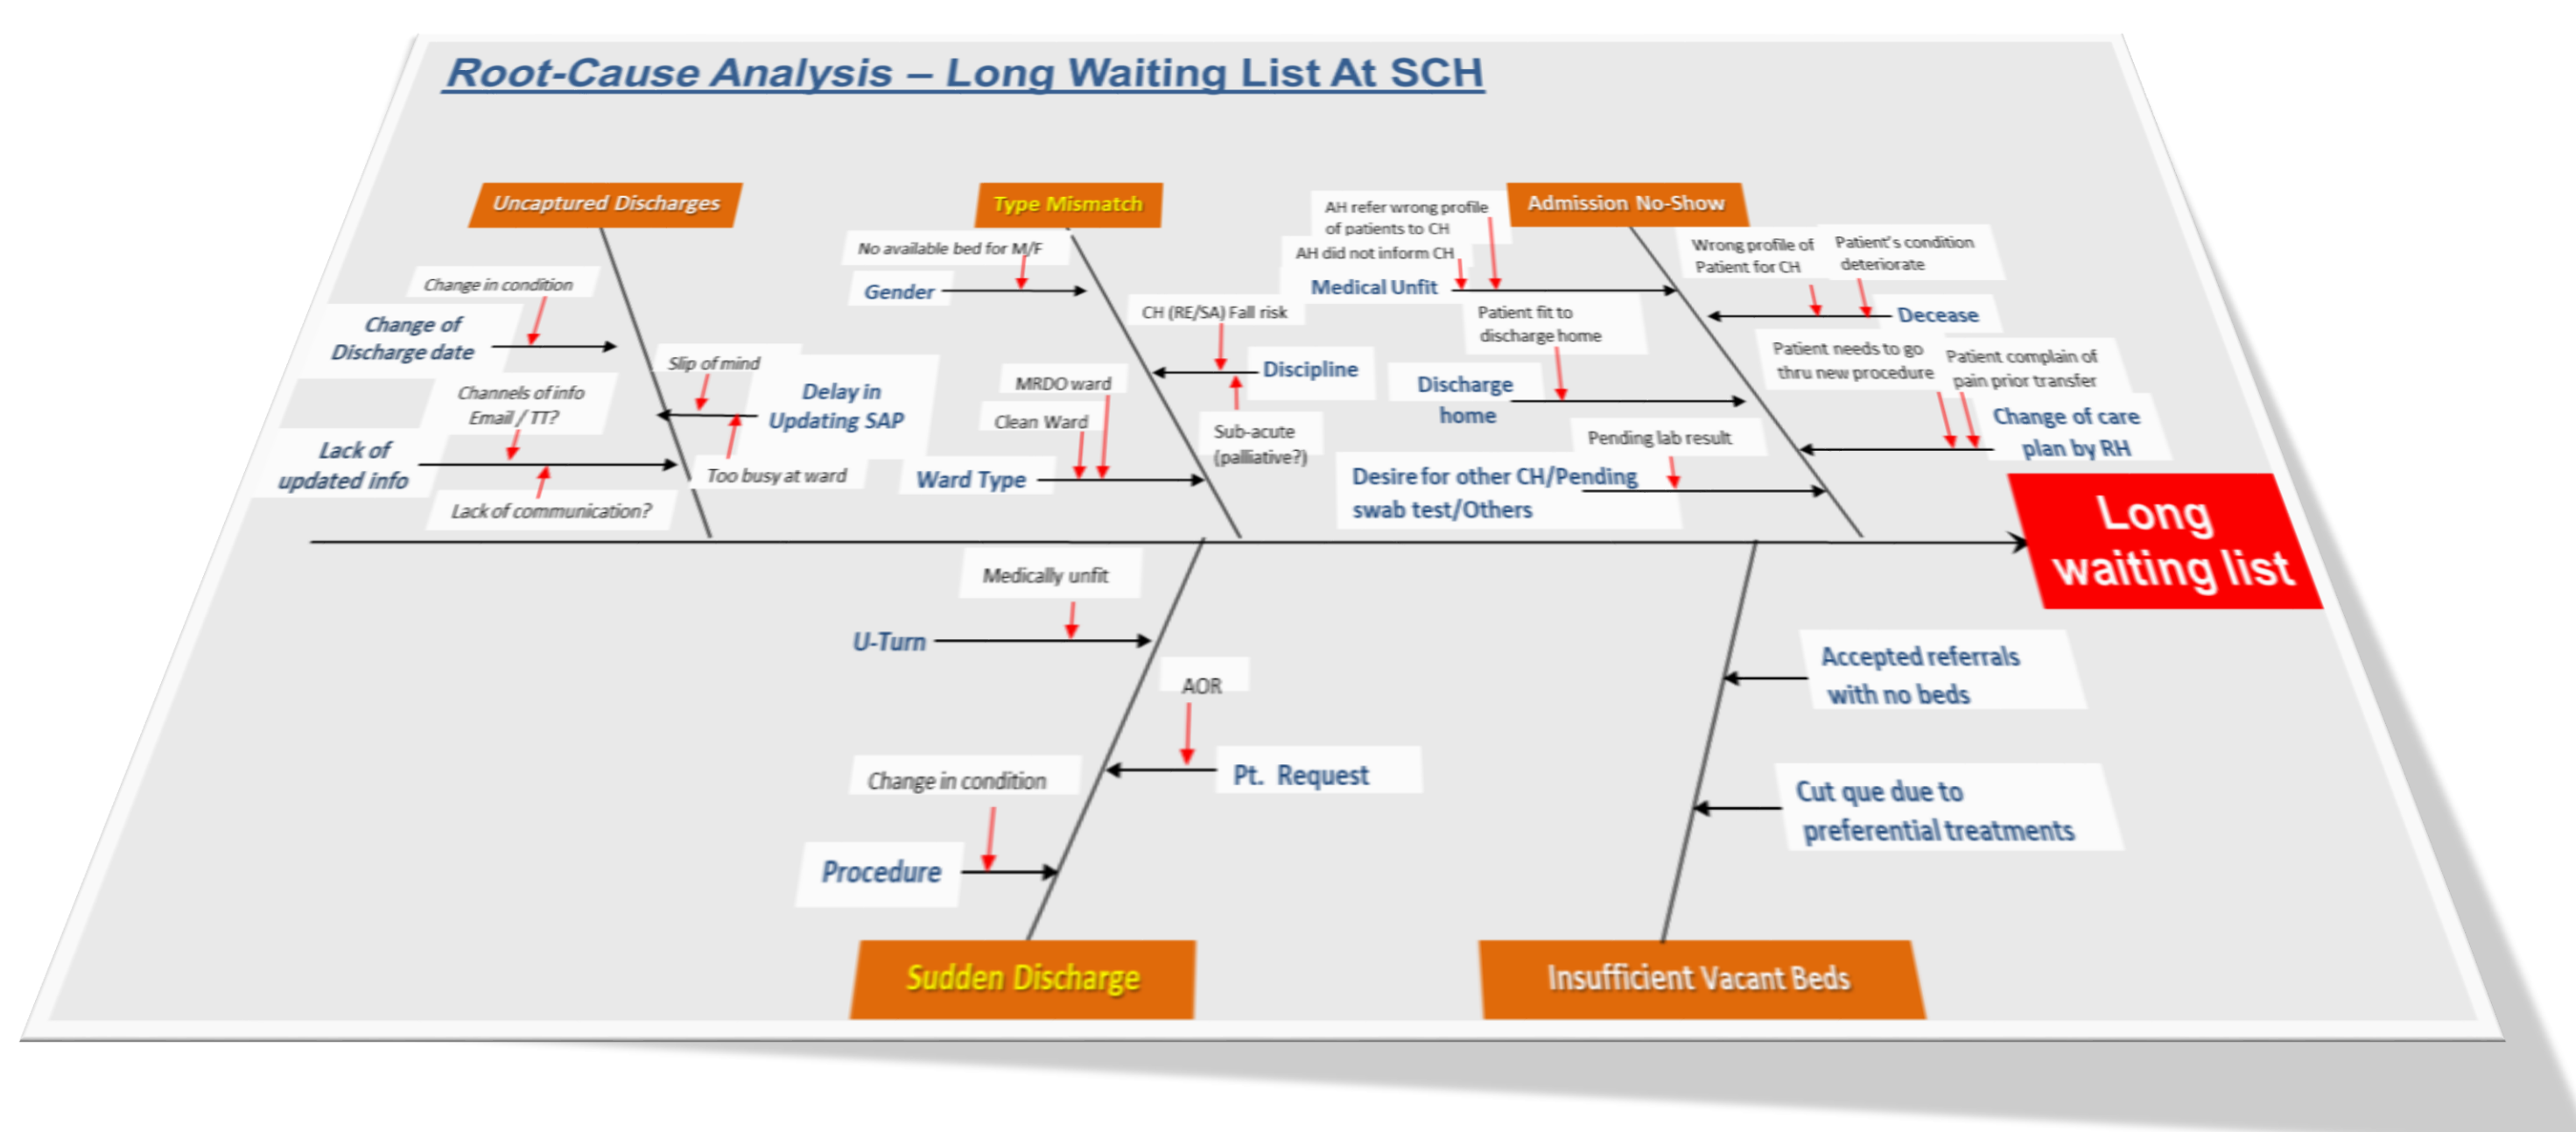 Root-Cause Analysis – Long Waiting List At SCH
Uncaptured Discharges
Change in condition
Change of
Discharge date
Channels of info
Email / TT?
Lack of
updated info
Lack of communication?
Slip of mind
Delay in
Updating SAP
Too busy at ward
Type Mismatch
No available bed for M/F
Gender
MRDO ward
Clean Ward
Ward Type
CH (RE/SA) Fall risk
Discipline
Sub-acute
(palliative?)
Admission No-Show
AH refer wrong profile
of patients to CH
AH did not inform CH
Medical Unfit
Patient fit to
discharge home
Discharge
home
Pending lab result
Desire for other CH/Pending
swab test/Others
Wrong profile of
Patient for CH
Patient's condition
deteriorate
Decease
Patient needs to go
thru new procedure
Patient complain of
pain prior transfer
Change of care
plan by RH
Long
waiting list
Medically unfit
U-Turn
AOR
Pt. Request
Change in condition
Procedure
Sudden Discharge
Accepted referrals
with no beds
Cut que due to
preferential treatments
Insufficient Vacant Beds